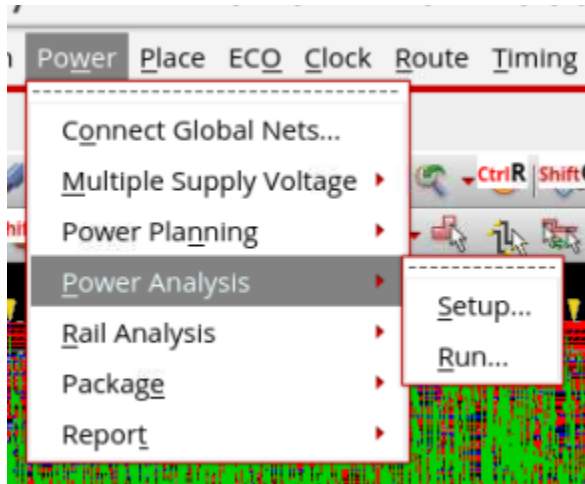 Power Place ECO Clock Route Timing
Connect Global Nets...
Multiple Supply Voltage
CtrlR Shift
Power Planning
Power Analysis
Setup...
Rail Analysis
Run...
Package
Report